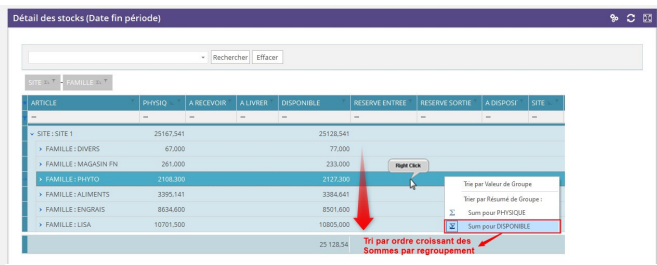 Détail des stocks (Date fin période)
Rechercher Effacer
SITE - FAMILLE
ARTICLE PHYSIQ A RECEVOIR A LIVRER DISPONIBLE RESERVE ENTREE RESERVE SORTIE A DISPOSI SITE
SITE : SITE 1 25167,541 25128,541
FAMILLE : DIVERS 67,000 77,000
FAMILLE : MAGASIN FN 261,000 233,000
Right Click
FAMILLE : PHYTO 2108,300 2127,300
Trie par Valeur de Groupe
FAMILLE : ALIMENTS 3395,141 3384,641
Trier par Résumé de Groupe :
FAMILLE : ENGRAIS 8634,600 8501,600
Σ Sum pour PHYSIQUE
FAMILLE : LISA 10701,500 10805,000
Σ Sum pour DISPONIBLE
25 128,54
Tri par ordre croissant des
Sommes par regroupement